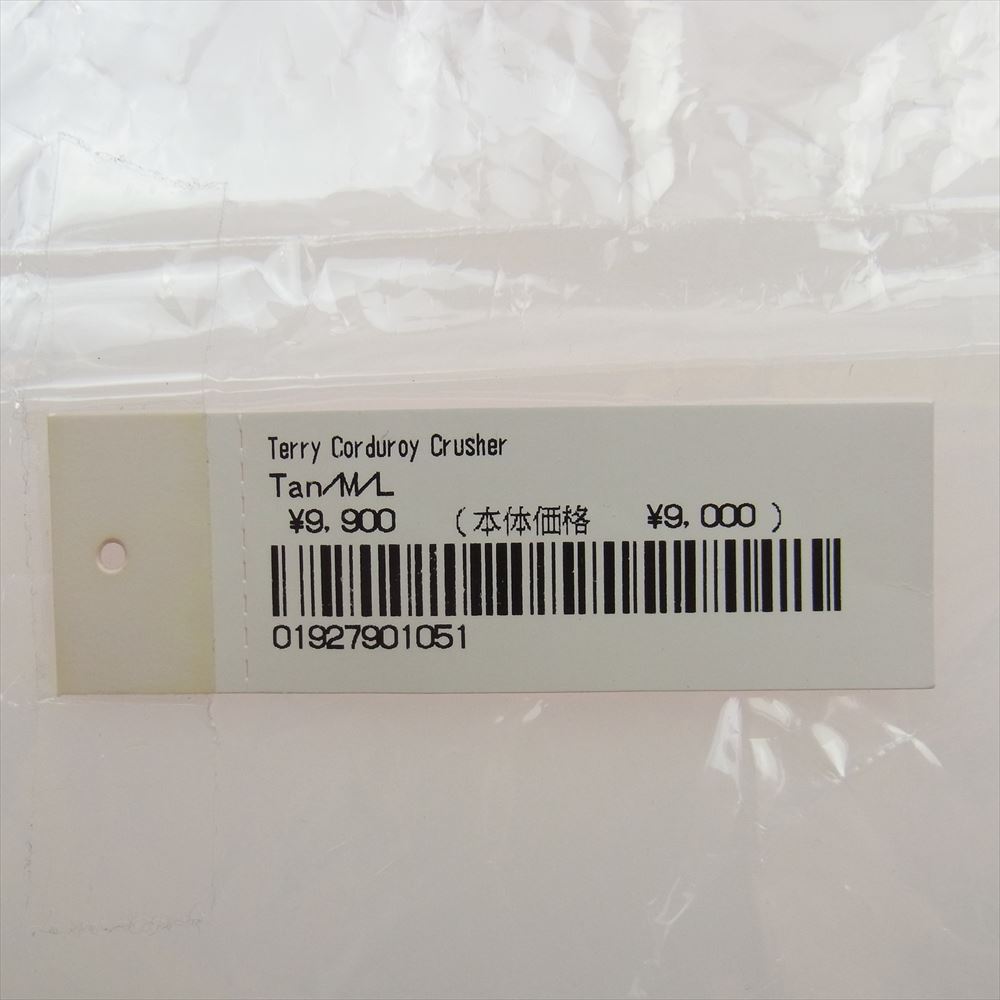 Terry Corduroy Crusher
Tan/M/L
¥9,900 (本体価格 ¥9,000 )
01927901051